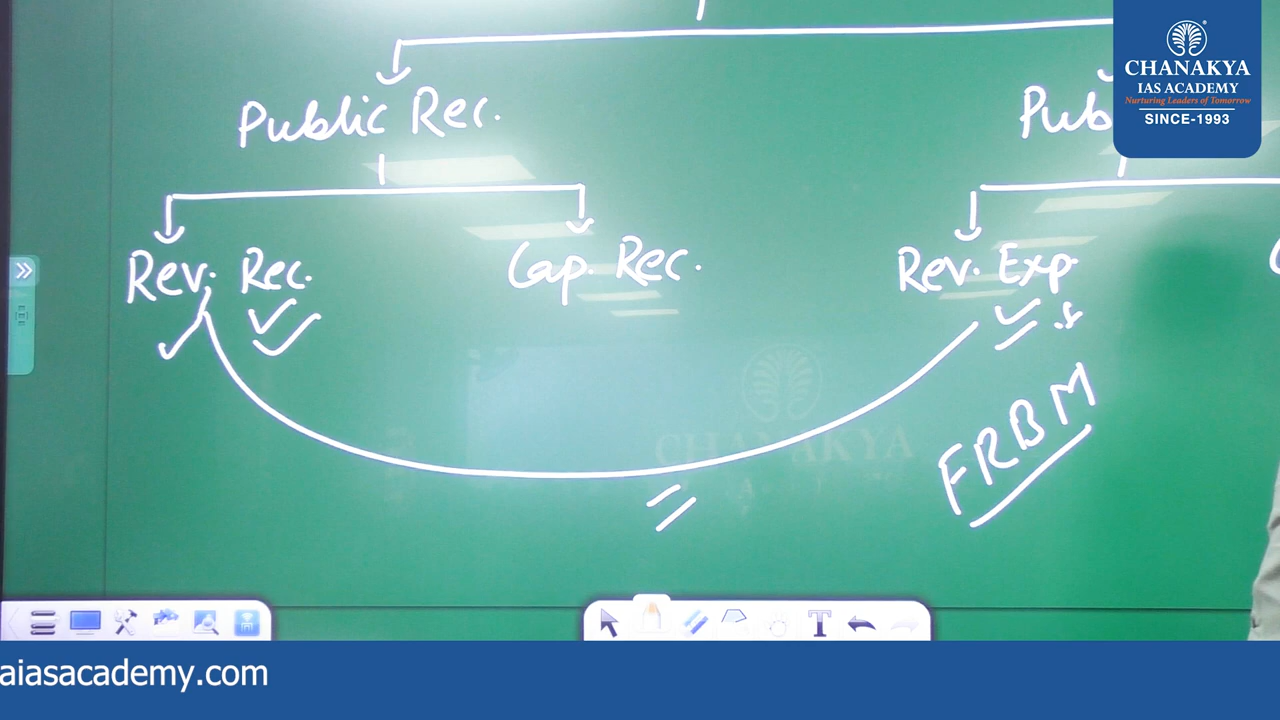 Public Rec.
Pub
Rev. Rec.
Cap. Rec.
Rev. Exp.
FRBM
CHANAKYA
IAS ACADEMY
Nurturing Leaders of Tomorrow
SINCE-1993
CHANAKYA
aiasacademy.com